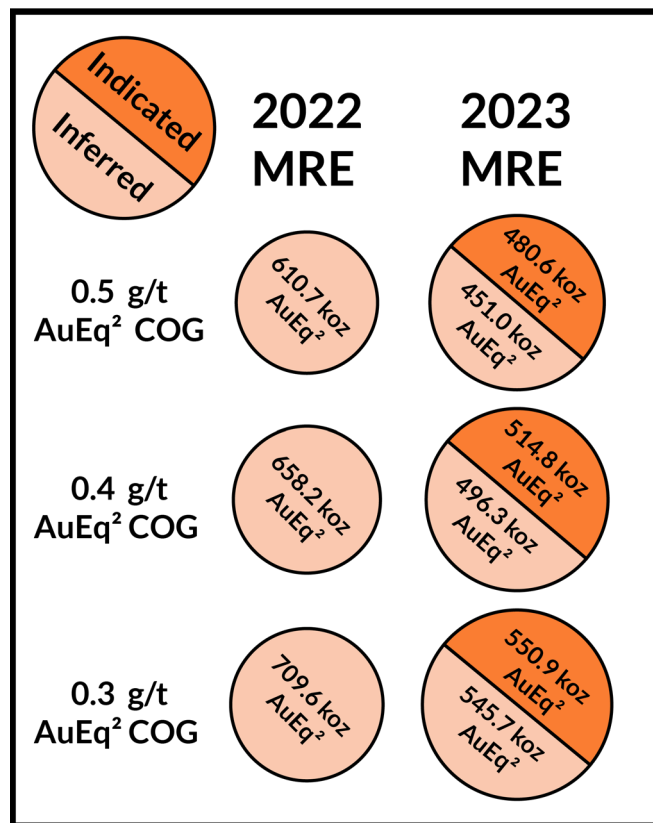 Indicated
Inferred
2022
MRE
2023
MRE
0.5 g/t
AuEq² COG
610.7 koz
AuEq²
480.6 koz
AuEq²
451.0 koz
AuEq²
0.4 g/t
AuEq² COG
658.2 koz
AuEq²
514.8 koz
AuEq²
496.3 koz
AuEq²
0.3 g/t
AuEq² COG
709.6 koz
AuEq²
550.9 koz
AuEq²
545.7 koz
AuEq²